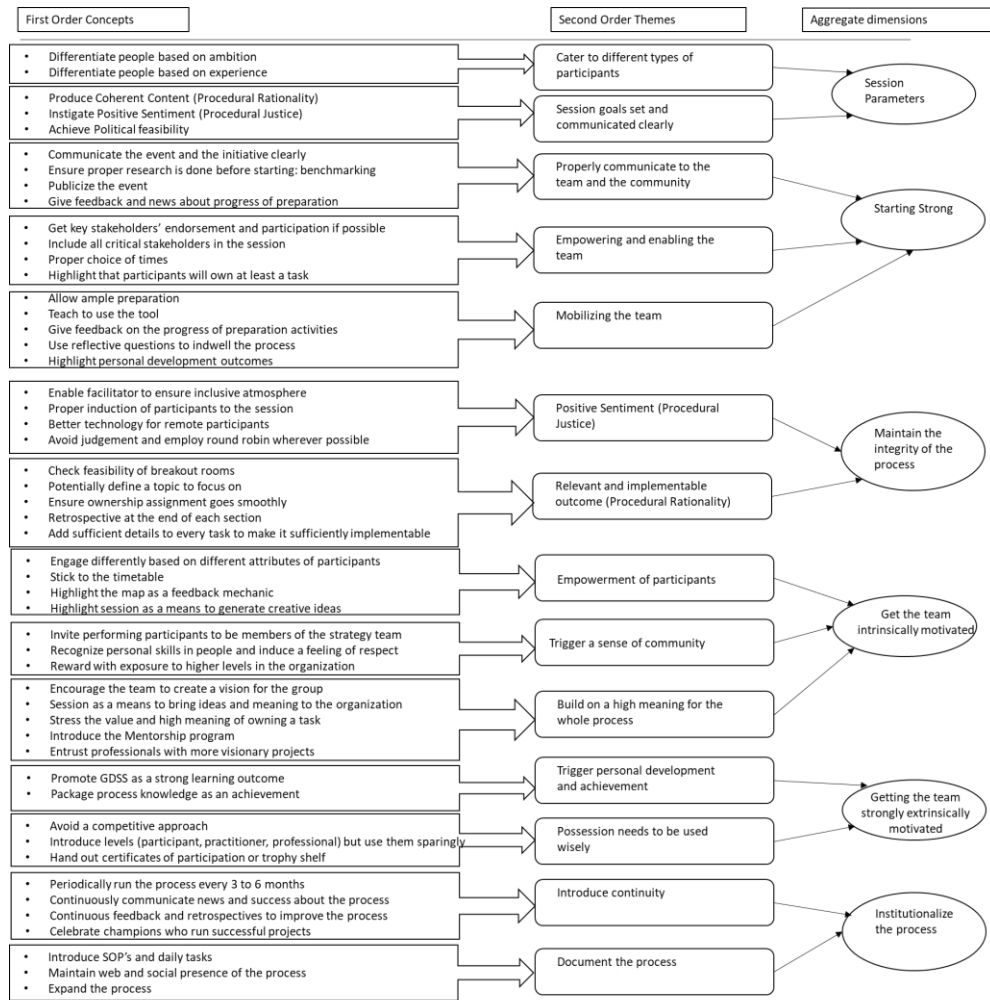 First Order Concepts
Second Order Themes
Aggregate dimensions
• Differentiate people based on ambition
• Differentiate people based on experience
Cater to different types of
participants
Session
Parameters
• Produce Coherent Content (Procedural Rationality)
• Instigate Positive Sentiment (Procedural Justice)
• Achieve Political feasibility
Session goals set and
communicated clearly
• Communicate the event and the initiative clearly
• Ensure proper research is done before starting: benchmarking
• Publicize the event
• Give feedback and news about progress of preparation
Properly communicate to the
team and the community
Starting Strong
• Get key stakeholders' endorsement and participation if possible
• Include all critical stakeholders in the session
• Proper choice of times
• Highlight that participants will own at least a task
Empowering and enabling the
team
• Allow ample preparation
• Teach to use the tool
• Give feedback on the progress of preparation activities
• Use reflective questions to indwell the process
• Highlight personal development outcomes
Mobilizing the team
• Enable facilitator to ensure inclusive atmosphere
• Proper induction of participants to the session
• Better technology for remote participants
• Avoid judgement and employ round robin wherever possible
Positive Sentiment (Procedural
Justice)
Maintain the
integrity of the
process
• Check feasibility of breakout rooms
• Potentially define a topic to focus on
• Ensure ownership assignment goes smoothly
• Retrospective at the end of each section
• Add sufficient details to every task to make it sufficiently implementable
Relevant and implementable
outcome (Procedural Rationality)
• Engage differently based on different attributes of participants
• Stick to the timetable
• Highlight the map as a feedback mechanic
• Highlight session as a means to generate creative ideas
Empowerment of participants
Get the team
intrinsically motivated
• Invite performing participants to be members of the strategy team
• Recognize personal skills in people and induce a feeling of respect
• Reward with exposure to higher levels in the organization
Trigger a sense of community
• Encourage the team to create a vision for the group
• Session as a means to bring ideas and meaning to the organization
• Stress the value and high meaning of owning a task
• Introduce the Mentorship program
• Entrust professionals with more visionary projects
Build on a high meaning for the
whole process
• Promote GDSS as a strong learning outcome
• Package process knowledge as an achievement
Trigger personal development
and achievement
Getting the team
strongly extrinsically
motivated
• Avoid a competitive approach
• Introduce levels (participant, practitioner, professional) but use them sparingly
• Hand out certificates of participation or trophy shelf
Possession needs to be used
wisely
• Periodically run the process every 3 to 6 months
• Continuously communicate news and success about the process
• Continuous feedback and retrospectives to improve the process
• Celebrate champions who run successful projects
Introduce continuity
Institutionalize
the process
• Introduce SOP's and daily tasks
• Maintain web and social presence of the process
• Expand the process
Document the process